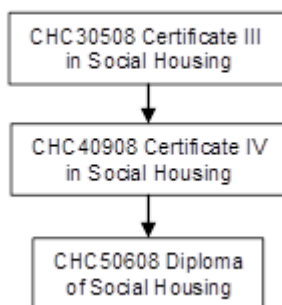 CHC30508 Certificate III
in Social Housing
CHC40908 Certificate IV
in Social Housing
CHC50608 Diploma
of Social Housing